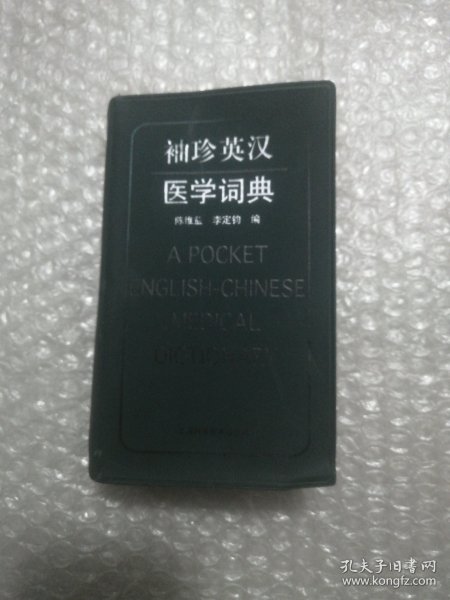 袖珍英汉
医学词典
陈维益 李定钧 编
A POCKET
ENGLISH-CHINESE
MEDICAL
DICTIONARY
孔夫子旧书网
www.kongfz.com